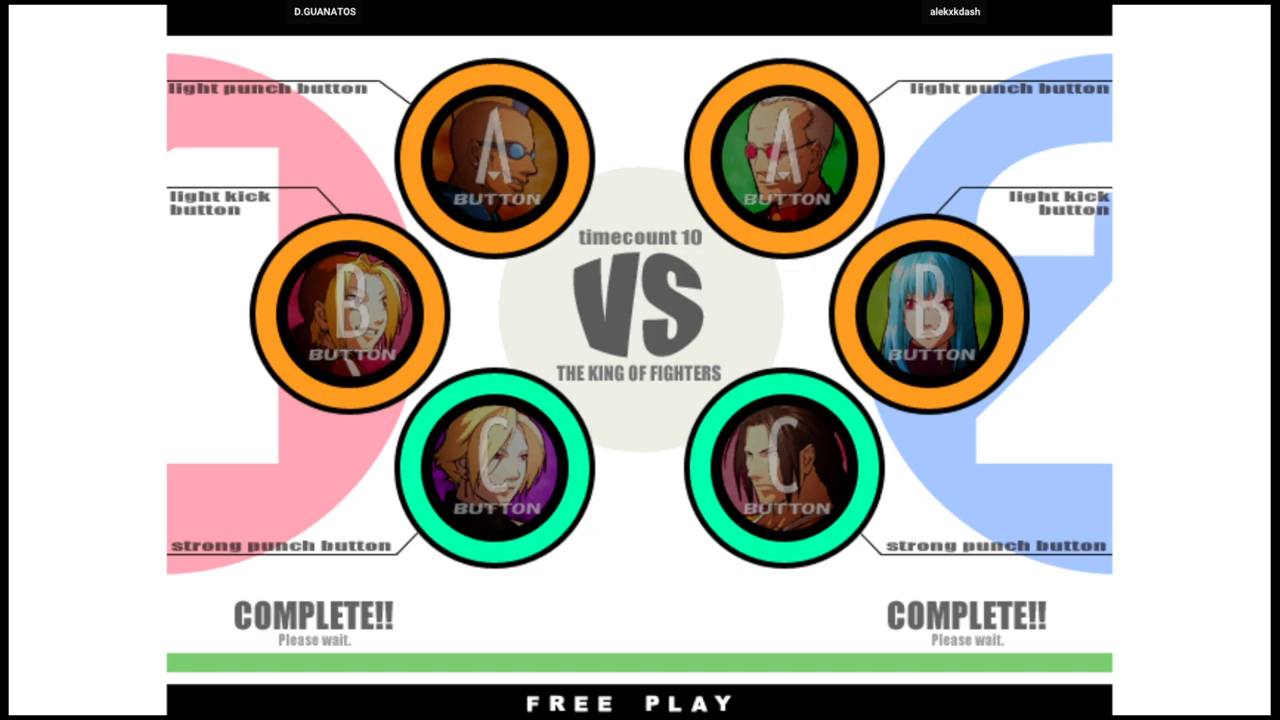 D.GUANATOS
alekxkdash
light punch button
light punch button
A
BUTTON
A
BUTTON
light kick
button
light kick
button
timecount 10
VS
THE KING OF FIGHTERS
B
BUTTON
B
BUTTON
C
BUTTON
C
BUTTON
strong punch button
strong punch button
COMPLETE!!
Please wait.
COMPLETE!!
Please wait.
FREE PLAY